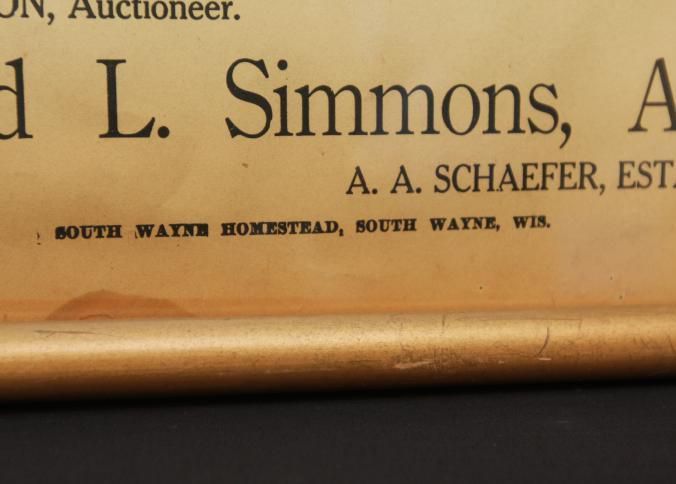 ON, Auctioneer.
d L. Simmons, A
A. A. SCHAEFER, EST.
SOUTH WAYNE HOMESTEAD, SOUTH WAYNE, WIS.